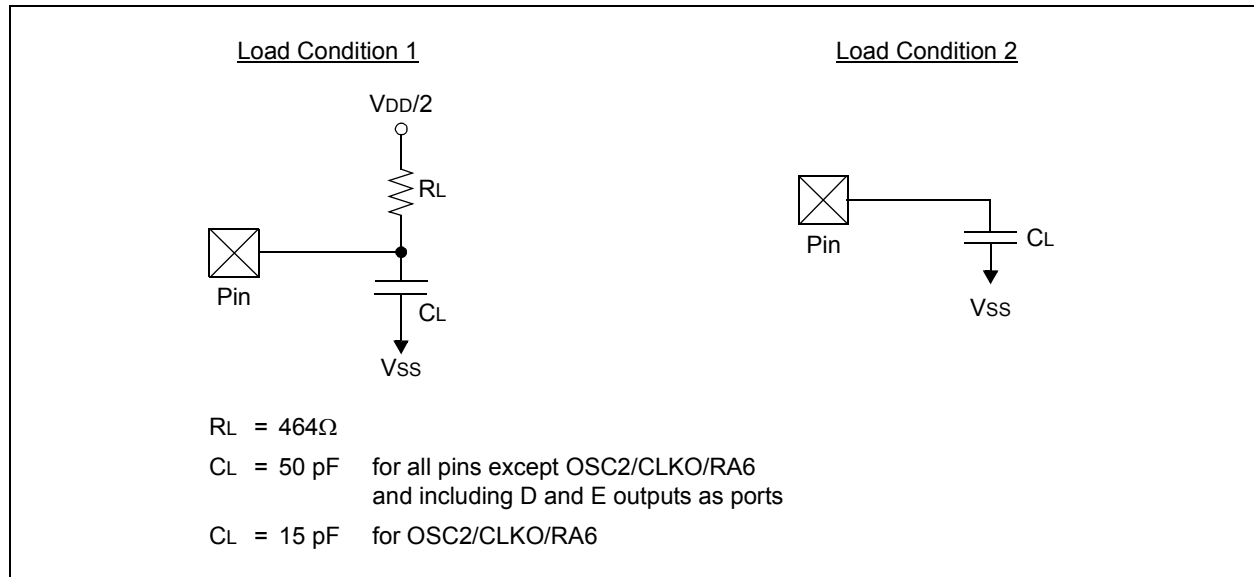 Load Condition 1
Load Condition 2
VDD/2
RL
Pin
CL
VSS
Pin
CL
VSS
RL = 464Ω
CL = 50 pF for all pins except OSC2/CLKO/RA6
and including D and E outputs as ports
CL = 15 pF for OSC2/CLKO/RA6